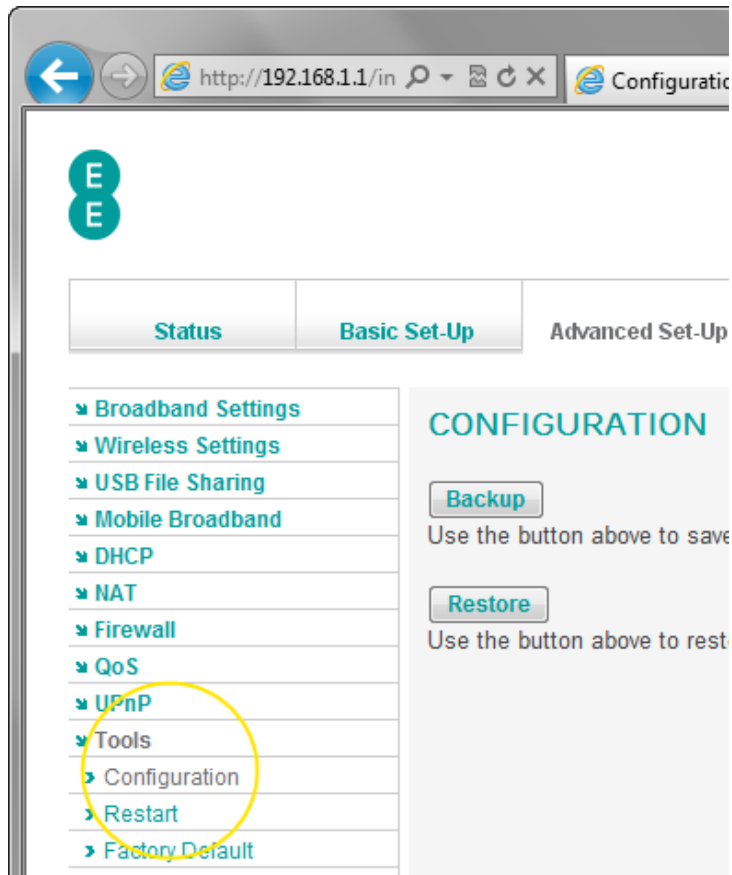 http://192.168.1.1/in
Configuratio
E
E
Status
Basic Set-Up
Advanced Set-Up
Broadband Settings
Wireless Settings
USB File Sharing
Mobile Broadband
DHCP
NAT
Firewall
QoS
UPnP
Tools
Configuration
Restart
Factory Default
CONFIGURATION
Backup
Use the button above to save
Restore
Use the button above to rest